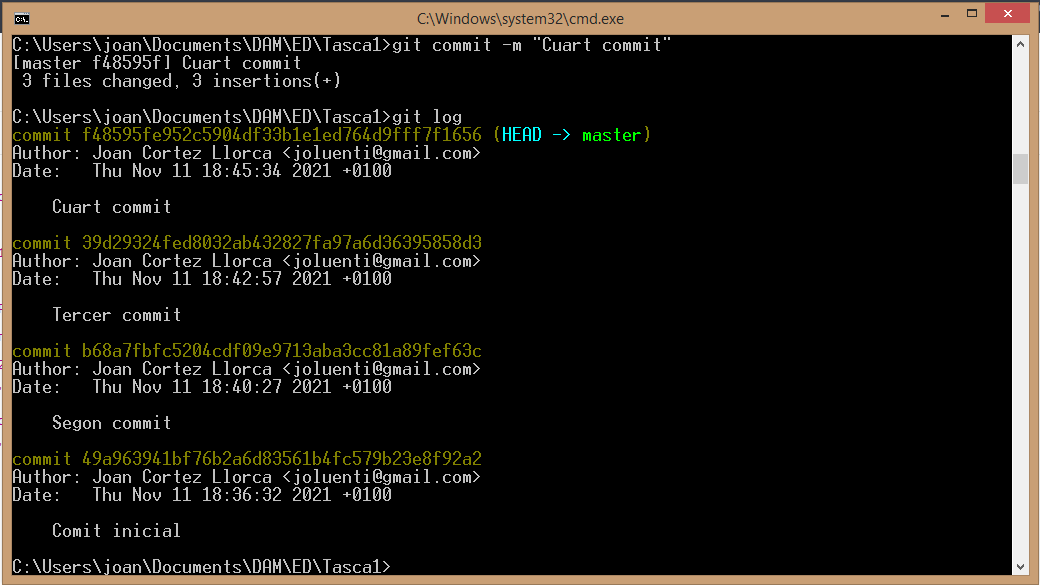 C:\Windows\system32\cmd.exe
C:\Users\joan\Documents\DAM\ED\Tasca1>git commit -m "Cuart commit"
[master f48595f] Cuart commit
 3 files changed, 3 insertions(+)
C:\Users\joan\Documents\DAM\ED\Tasca1>git log
commit f48595fe952c5904df33b1e1ed764d9fff7f1656 (HEAD -> master)
Author: Joan Cortez Llorca <joluenti@gmail.com>
Date:   Thu Nov 11 18:45:34 2021 +0100
    Cuart commit
commit 39d29324fed8032ab432827fa97a6d36395858d3
Author: Joan Cortez Llorca <joluenti@gmail.com>
Date:   Thu Nov 11 18:42:57 2021 +0100
    Tercer commit
commit b68a7fbfc5204cdf09e9713aba3cc81a89fef63c
Author: Joan Cortez Llorca <joluenti@gmail.com>
Date:   Thu Nov 11 18:40:27 2021 +0100
    Segon commit
commit 49a963941bf76b2a6d83561b4fc579b23e8f92a2
Author: Joan Cortez Llorca <joluenti@gmail.com>
Date:   Thu Nov 11 18:36:32 2021 +0100
    Comit inicial
C:\Users\joan\Documents\DAM\ED\Tasca1>